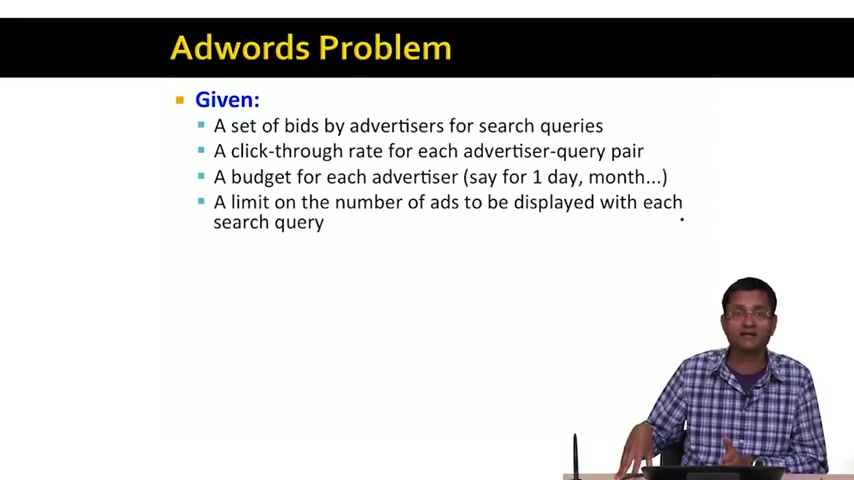 Adwords Problem
Given:
A set of bids by advertisers for search queries
A click-through rate for each advertiser-query pair
A budget for each advertiser (say for 1 day, month...)
A limit on the number of ads to be displayed with each
search query